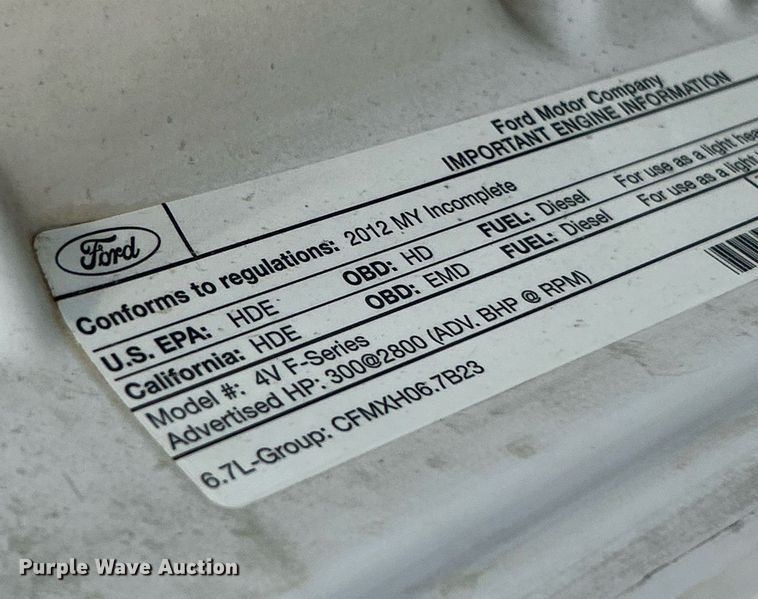 Ford Motor Company
IMPORTANT ENGINE INFORMATION
Ford
Conforms to regulations: 2012 MY Incomplete
U.S. EPA: HDE OBD: HD FUEL: Diesel For use as a light
California: HDE OBD: EMD FUEL: Diesel For use as a light
Model #: 4V F-Series
Advertised HP: 300@2800 (ADV. BHP @ RPM)
6.7L-Group: CFMXH06.7B23
Purple Wave Auction